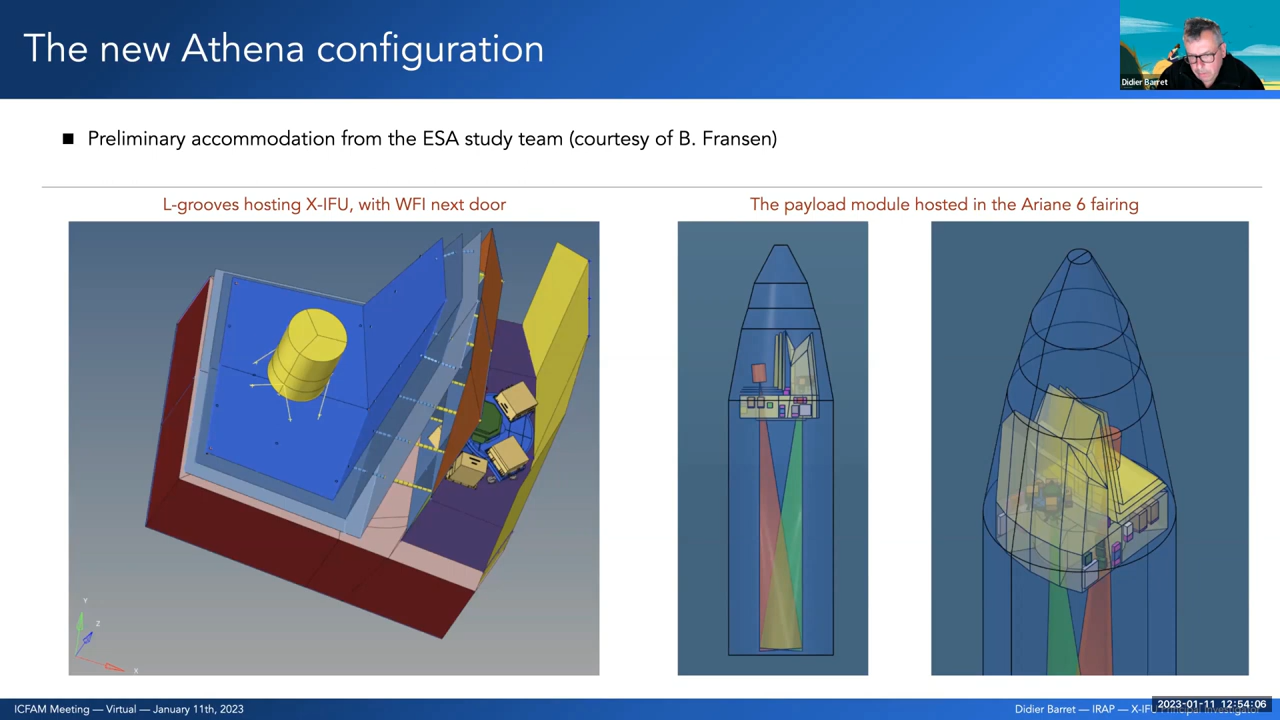 The new Athena configuration
Didier Barret
■ Preliminary accommodation from the ESA study team (courtesy of B. Fransen)
L-grooves hosting X-IFU, with WFI next door
The payload module hosted in the Ariane 6 fairing
Y
Z
X
ICFAM Meeting — Virtual — January 11th, 2023
Didier Barret — IRAP — X-IFU
2023-01-11 12:54:06